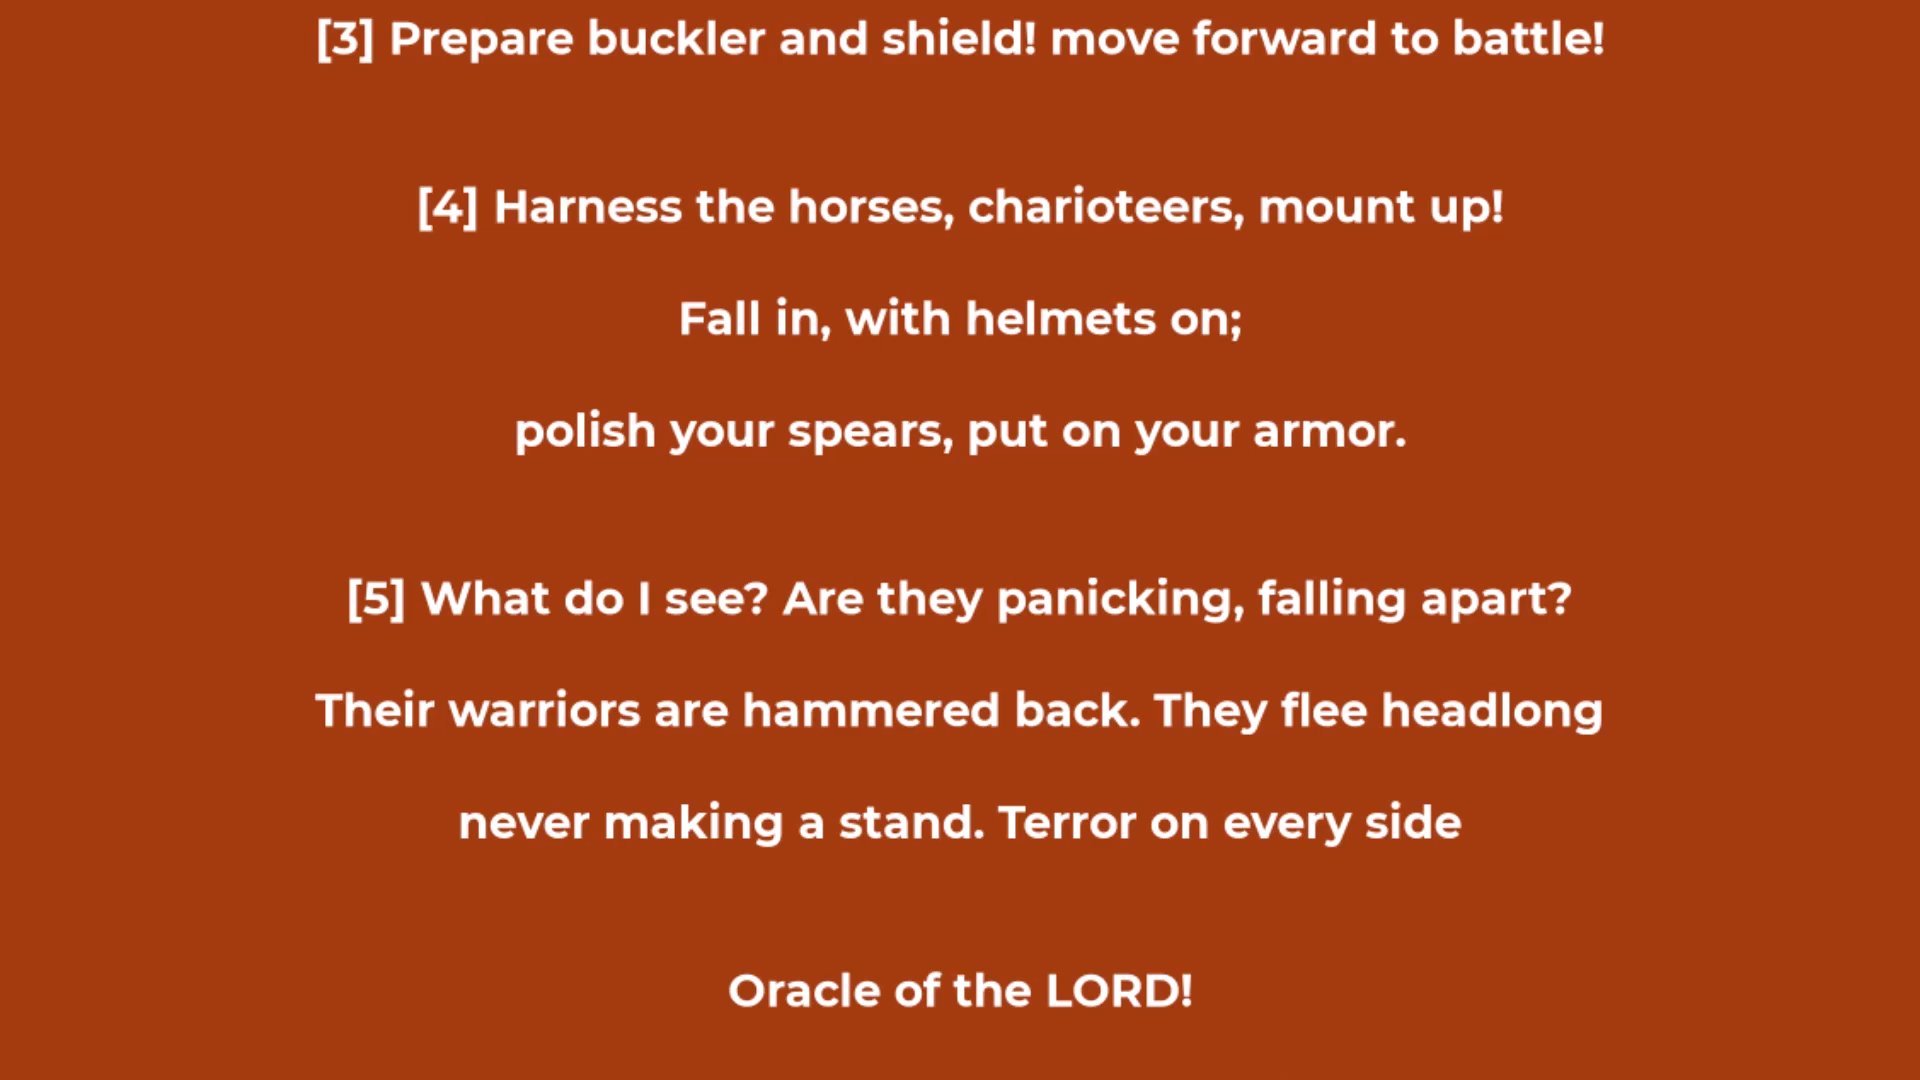 [3] Prepare buckler and shield! move forward to battle!
[4] Harness the horses, charioteers, mount up!
Fall in, with helmets on;
polish your spears, put on your armor.
[5] What do I see? Are they panicking, falling apart?
Their warriors are hammered back. They flee headlong
never making a stand. Terror on every side
Oracle of the LORD!